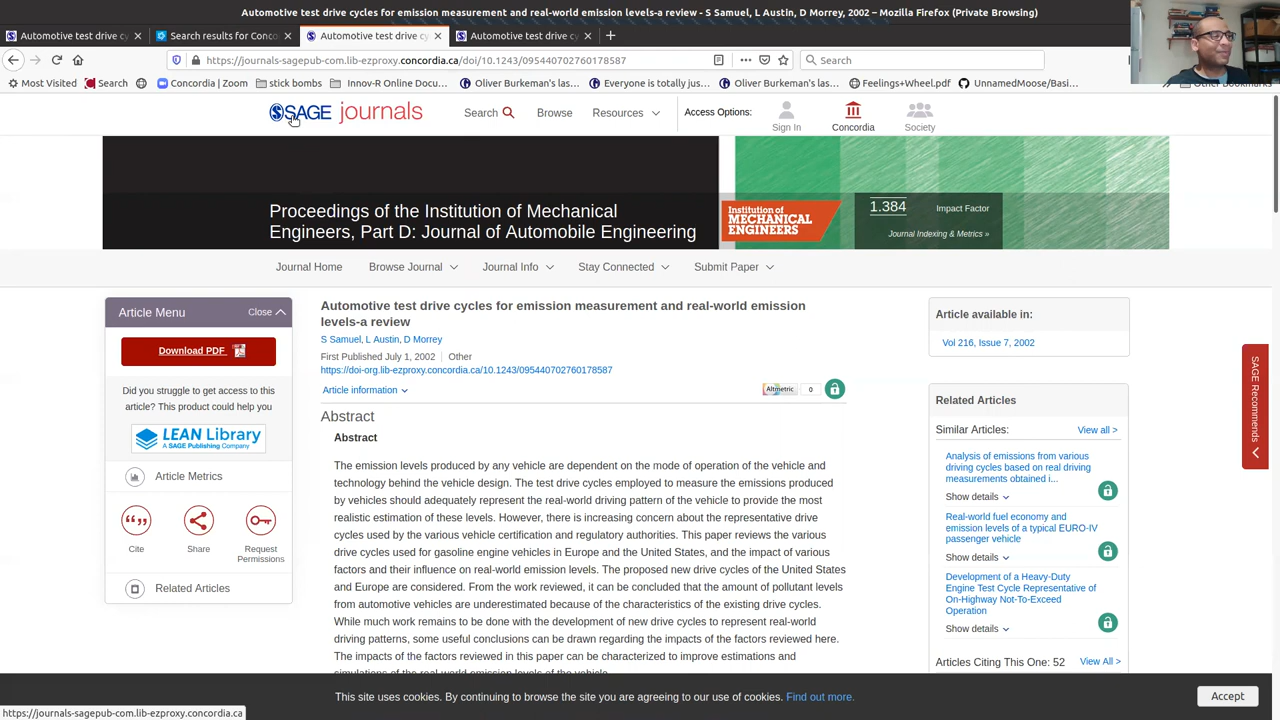 Automotive test drive cycles for emission measurement and real-world emission levels-a review - S Samuel, L Austin, D Morrey, 2002 – Mozilla Firefox (Private Browsing)
Automotive test drive cy
Search results for Conco
Automotive test drive cy
Automotive test drive cy
https://journals-sagepub-com.lib-ezproxy.concordia.ca/doi/10.1243/095440702760178587
Search
Most Visited
Search
Concordia | Zoom
stick bombs
Innov-R Online Docu...
Oliver Burkeman's las...
Everyone is totally jus...
Oliver Burkeman's las...
Feelings+Wheel.pdf
UnnamedMoose/Basi...
SAGE journals
Search
Browse
Resources
Access Options:
Sign In
Concordia
Society
Proceedings of the Institution of Mechanical
Engineers, Part D: Journal of Automobile Engineering
Institution of
MECHANICAL
ENGINEERS
1.384
Impact Factor
Journal Indexing & Metrics »
Journal Home
Browse Journal
Journal Info
Stay Connected
Submit Paper
Article Menu
Close
Download PDF
Did you struggle to get access to this
article? This product could help you
LEAN Library
A SAGE Publishing Company
Article Metrics
Cite
Share
Request
Permissions
Related Articles
Automotive test drive cycles for emission measurement and real-world emission
levels-a review
S Samuel, L Austin, D Morrey
First Published July 1, 2002 | Other
https://doi-org.lib-ezproxy.concordia.ca/10.1243/095440702760178587
Article information
Altmetric
0
Abstract
Abstract
The emission levels produced by any vehicle are dependent on the mode of operation of the vehicle and
technology behind the vehicle design. The test drive cycles employed to measure the emissions produced
by vehicles should adequately represent the real-world driving pattern of the vehicle to provide the most
realistic estimation of these levels. However, there is increasing concern about the representative drive
cycles used by the various vehicle certification and regulatory authorities. This paper reviews the various
drive cycles used for gasoline engine vehicles in Europe and the United States, and the impact of various
factors and their influence on real-world emission levels. The proposed new drive cycles of the United States
and Europe are considered. From the work reviewed, it can be concluded that the amount of pollutant levels
from automotive vehicles are underestimated because of the characteristics of the existing drive cycles.
While much work remains to be done with the development of new drive cycles to represent real-world
driving patterns, some useful conclusions can be drawn regarding the impacts of the factors reviewed here.
The impacts of the factors reviewed in this paper can be characterized to improve estimations and
simulations of the real-world emission levels of the vehicle.
Article available in:
Vol 216, Issue 7, 2002
Related Articles
Similar Articles:
View all >
Analysis of emissions from various
driving cycles based on real driving
measurements obtained i...
Show details
Real-world fuel economy and
emission levels of a typical EURO-IV
passenger vehicle
Show details
Development of a Heavy-Duty
Engine Test Cycle Representative of
On-Highway Not-To-Exceed
Operation
Show details
Articles Citing This One: 52
View All >
SAGE Recommends
This site uses cookies. By continuing to browse the site you are agreeing to our use of cookies. Find out more.
Accept
https://journals-sagepub-com.lib-ezproxy.concordia.ca